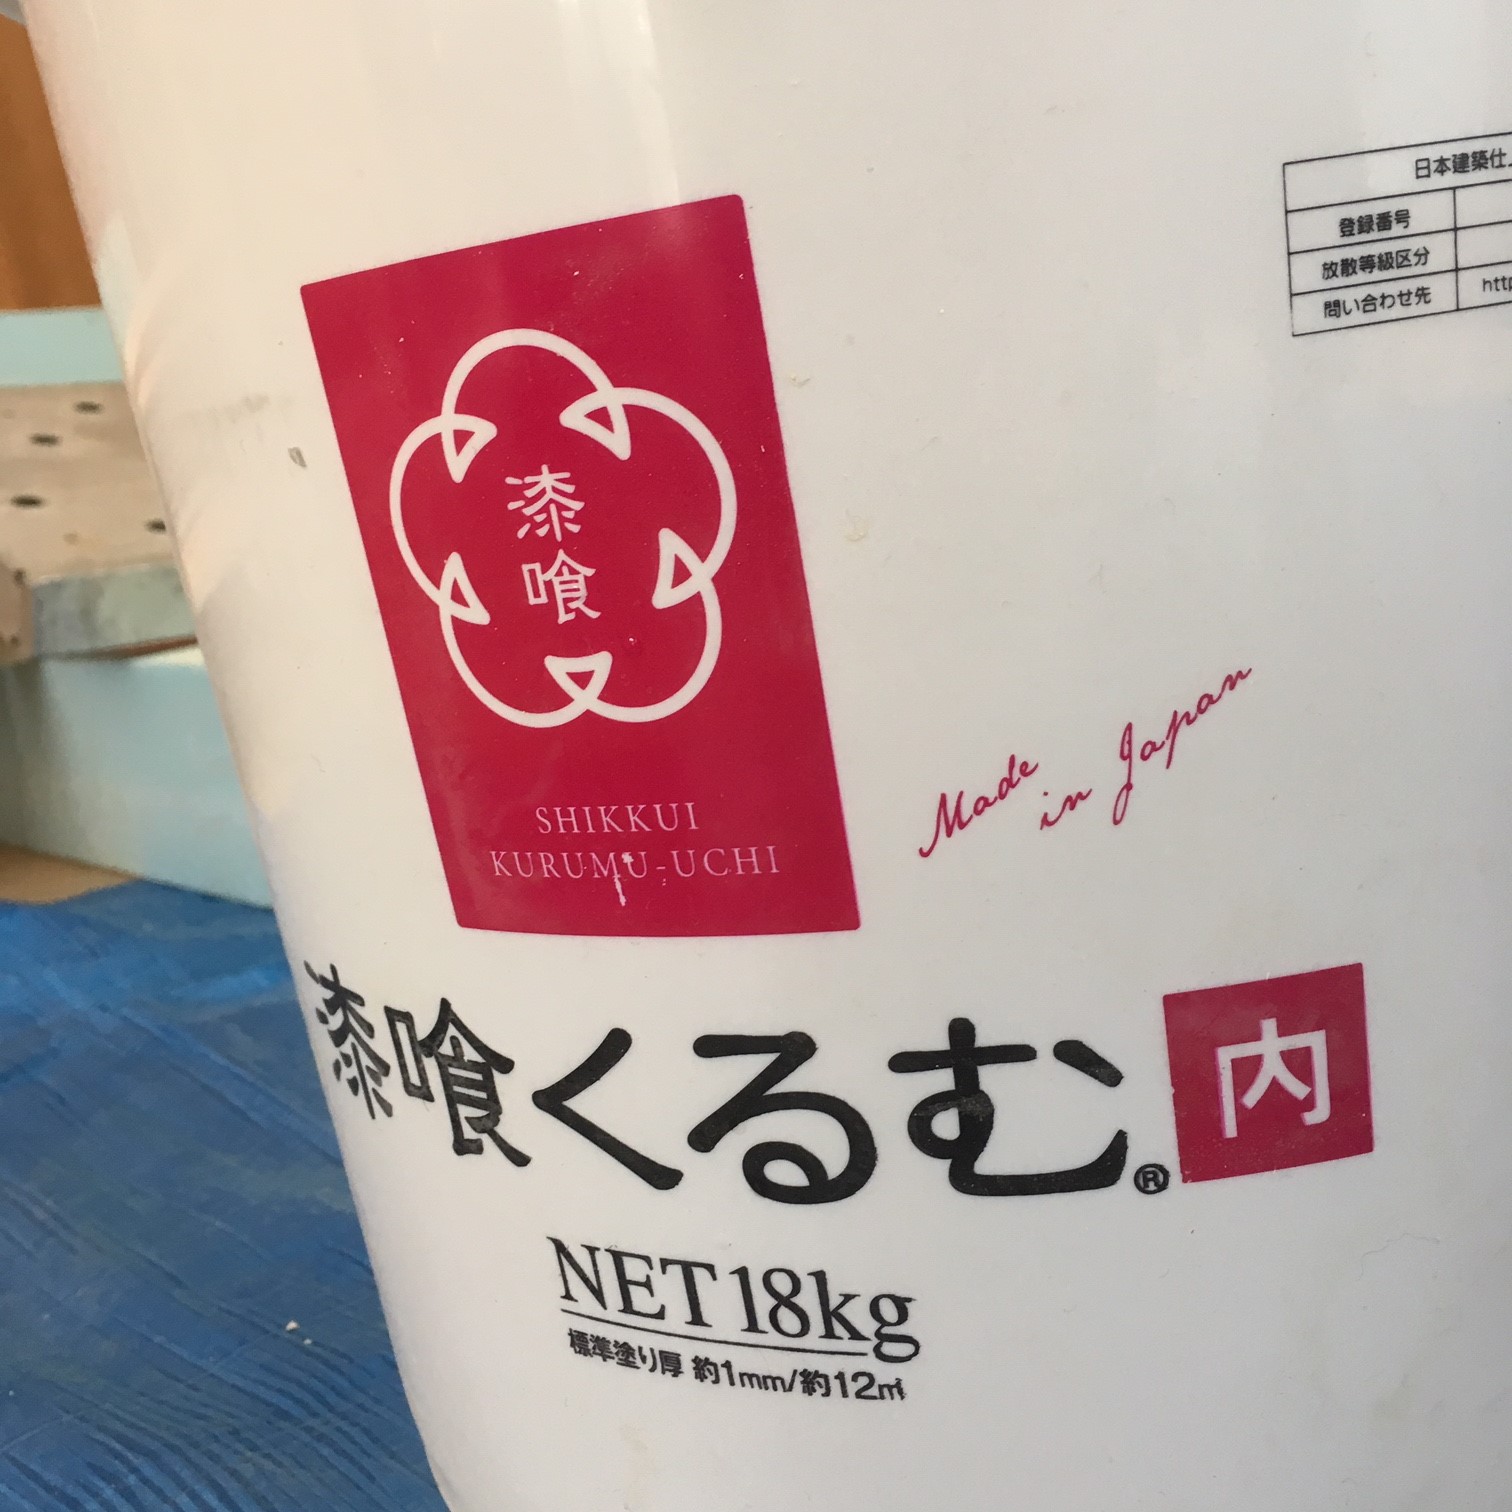 日本建築仕
登録番号
放散等級区分
問い合わせ先 http
漆喰
SHIKKUI
KURUMU-UCHI
Made
in Japan
漆喰くるむ® 内
NET 18kg
標準塗り厚 約1mm/約12㎡